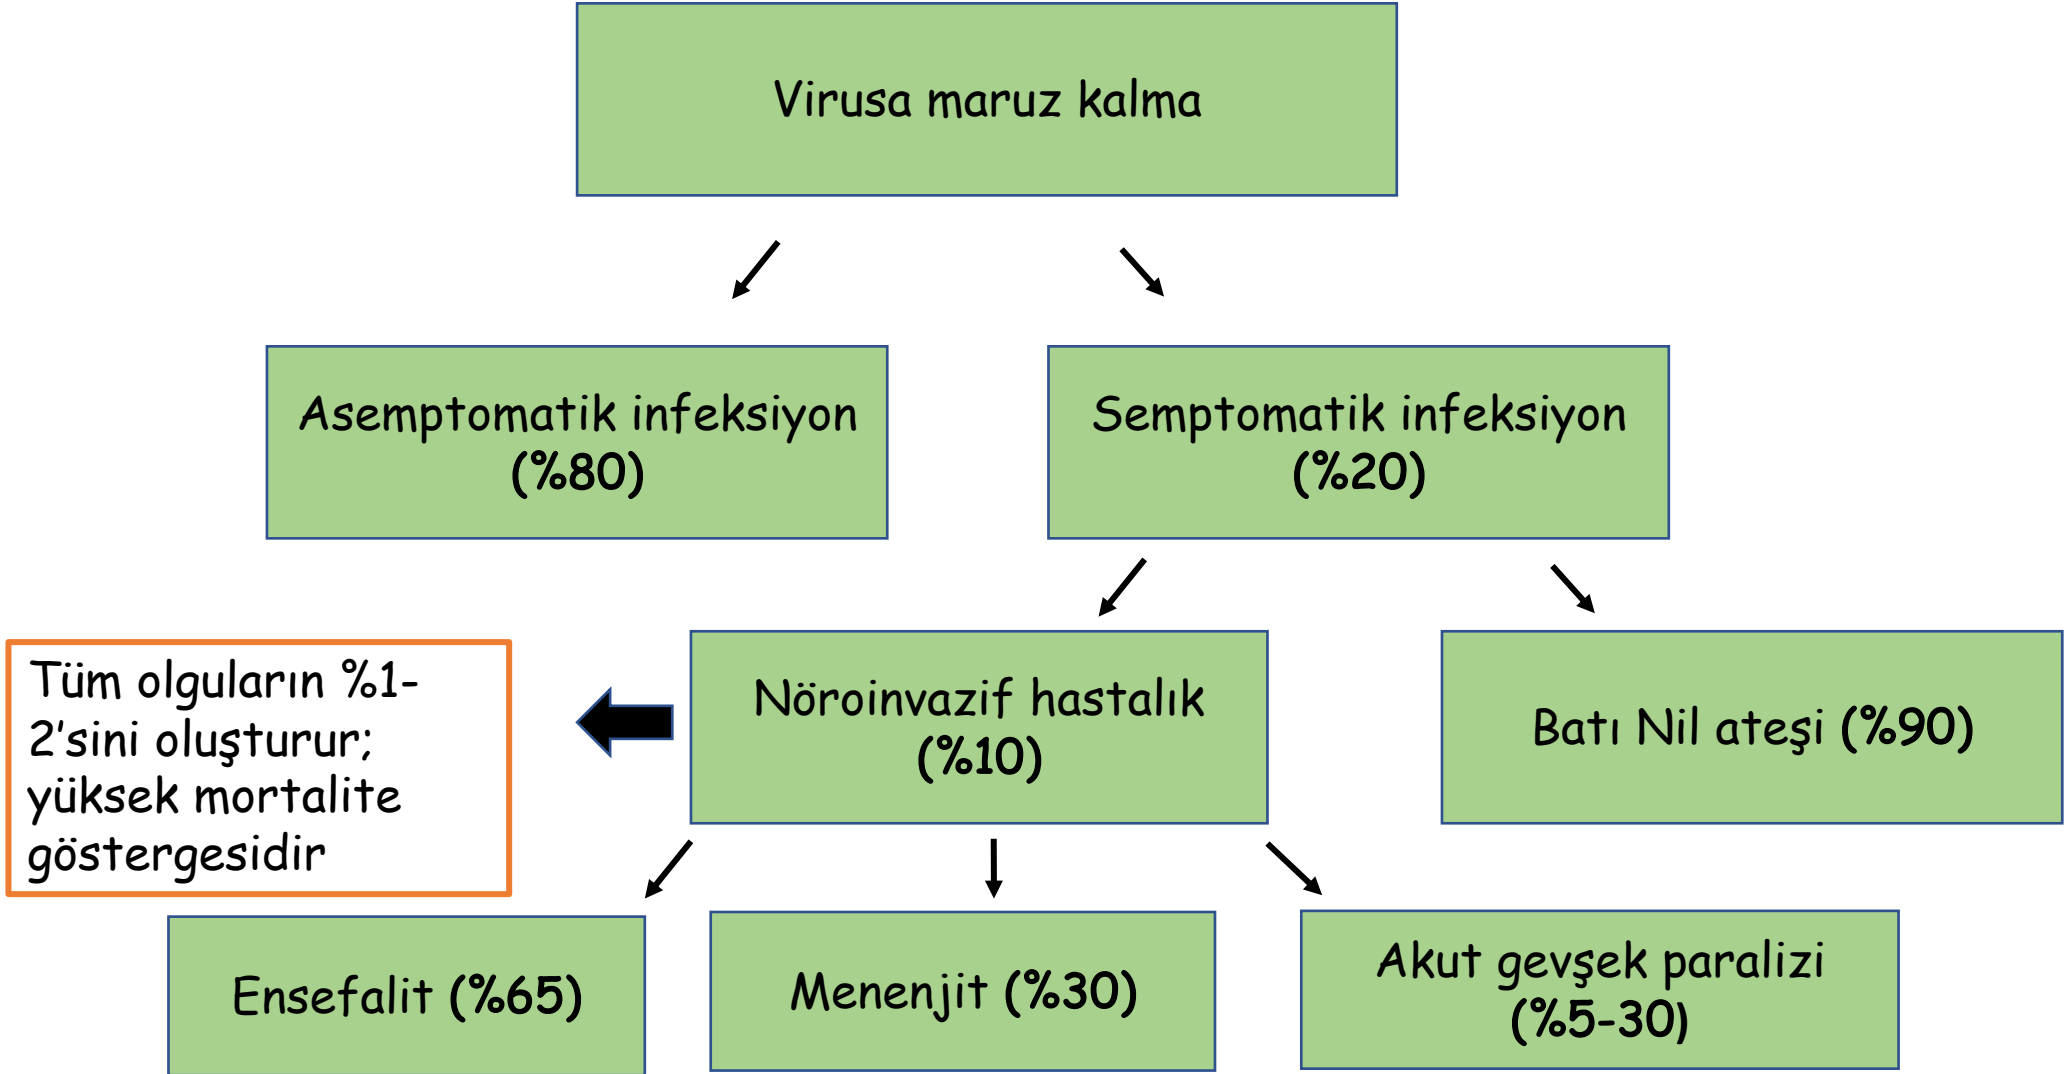 Virusa maruz kalma
Asemptomatik infeksiyon
(%80)
Semptomatik infeksiyon
(%20)
Tüm olguların %1-
2'sini oluşturur;
yüksek mortalite
göstergesidir
Nöroinvazif hastalık
(%10)
Batı Nil ateşi (%90)
Ensefalit (%65)
Menenjit (%30)
Akut gevşek paralizi
(%5-30)